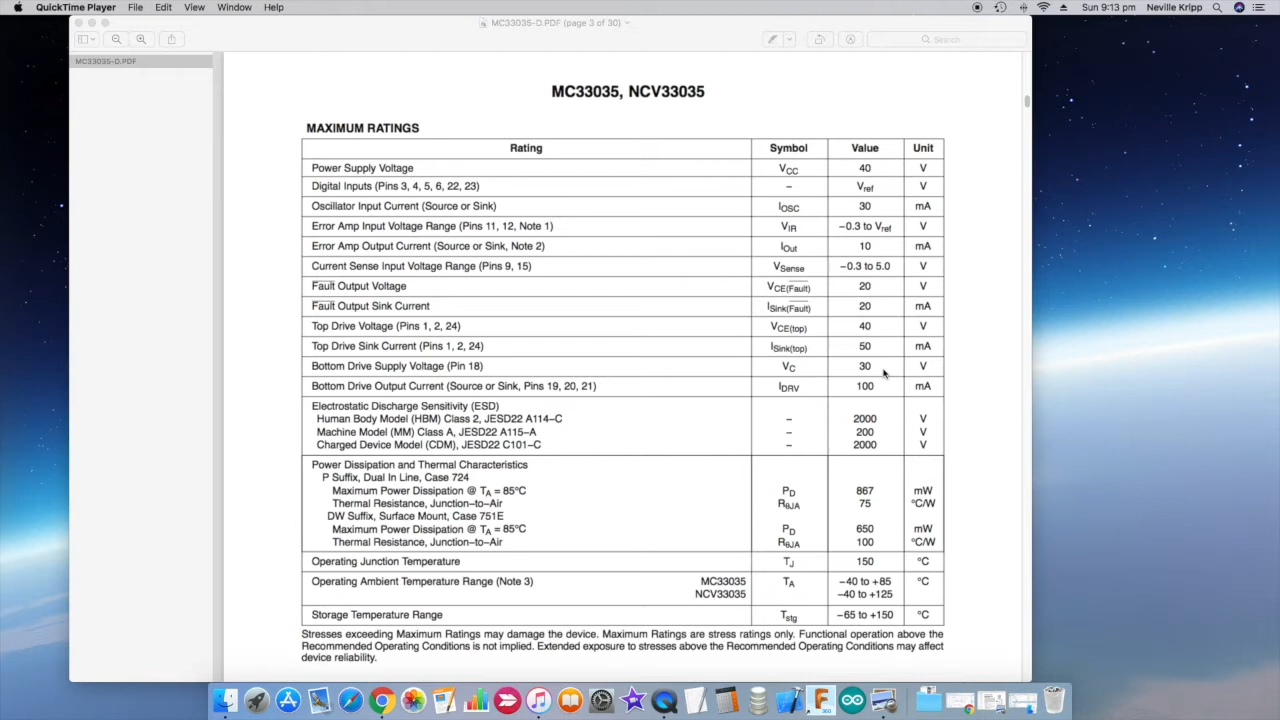 QuickTime Player File Edit View Window Help Sun 9:13 pm Neville Kripp
MC33035-D.PDF (page 3 of 30)
Search
MC33035-D.PDF
MC33035, NCV33035
MAXIMUM RATINGS
Rating Symbol Value Unit
Power Supply Voltage VCC 40 V
Digital Inputs (Pins 3, 4, 5, 6, 22, 23) – Vref V
Oscillator Input Current (Source or Sink) IOSC 30 mA
Error Amp Input Voltage Range (Pins 11, 12, Note 1) VIR −0.3 to Vref V
Error Amp Output Current (Source or Sink, Note 2) IOut 10 mA
Current Sense Input Voltage Range (Pins 9, 15) VSense −0.3 to 5.0 V
Fault Output Voltage VCE(Fault) 20 V
Fault Output Sink Current ISink(Fault) 20 mA
Top Drive Voltage (Pins 1, 2, 24) VCE(top) 40 V
Top Drive Sink Current (Pins 1, 2, 24) ISink(top) 50 mA
Bottom Drive Supply Voltage (Pin 18) VC 30 V
Bottom Drive Output Current (Source or Sink, Pins 19, 20, 21) IDRV 100 mA
Electrostatic Discharge Sensitivity (ESD)
Human Body Model (HBM) Class 2, JESD22 A114−C – 2000 V
Machine Model (MM) Class A, JESD22 A115−A – 200 V
Charged Device Model (CDM), JESD22 C101−C – 2000 V
Power Dissipation and Thermal Characteristics
P Suffix, Dual In Line, Case 724
Maximum Power Dissipation @ TA = 85°C PD 867 mW
Thermal Resistance, Junction−to−Air RθJA 75 °C/W
DW Suffix, Surface Mount, Case 751E
Maximum Power Dissipation @ TA = 85°C PD 650 mW
Thermal Resistance, Junction−to−Air RθJA 100 °C/W
Operating Junction Temperature TJ 150 °C
Operating Ambient Temperature Range (Note 3) MC33035 TA −40 to +85 °C
NCV33035 −40 to +125
Storage Temperature Range Tstg −65 to +150 °C
Stresses exceeding Maximum Ratings may damage the device. Maximum Ratings are stress ratings only. Functional operation above the
Recommended Operating Conditions is not implied. Extended exposure to stresses above the Recommended Operating Conditions may affect
device reliability.
360